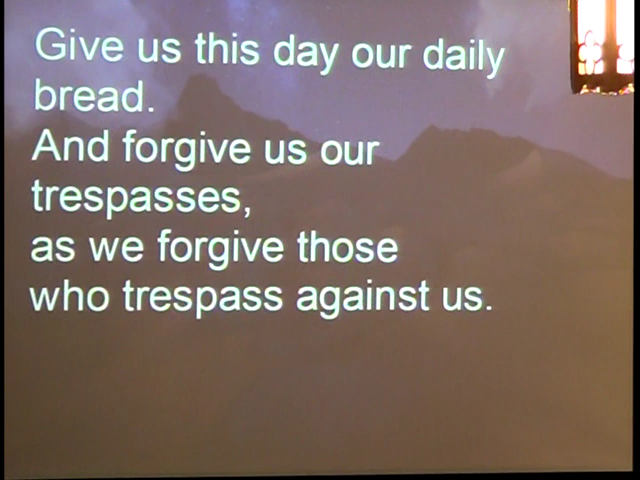 Give us this day our daily
bread.
And forgive us our
trespasses,
as we forgive those
who trespass against us.